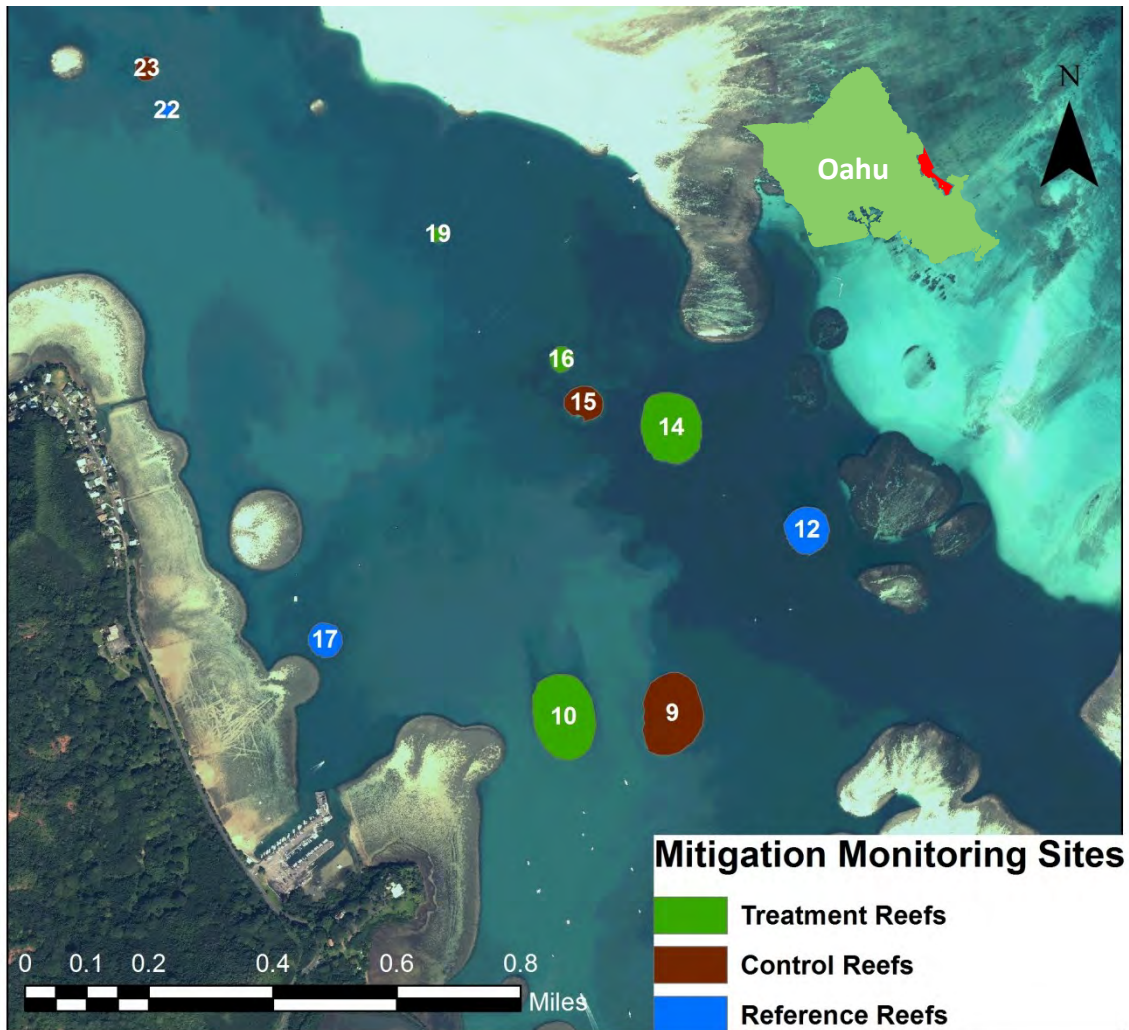 23
22
N
Oahu
19
16
15
14
12
17
10
9
Mitigation Monitoring Sites
Treatment Reefs
Control Reefs
Reference Reefs
0 0.1 0.2 0.4 0.6 0.8
Miles